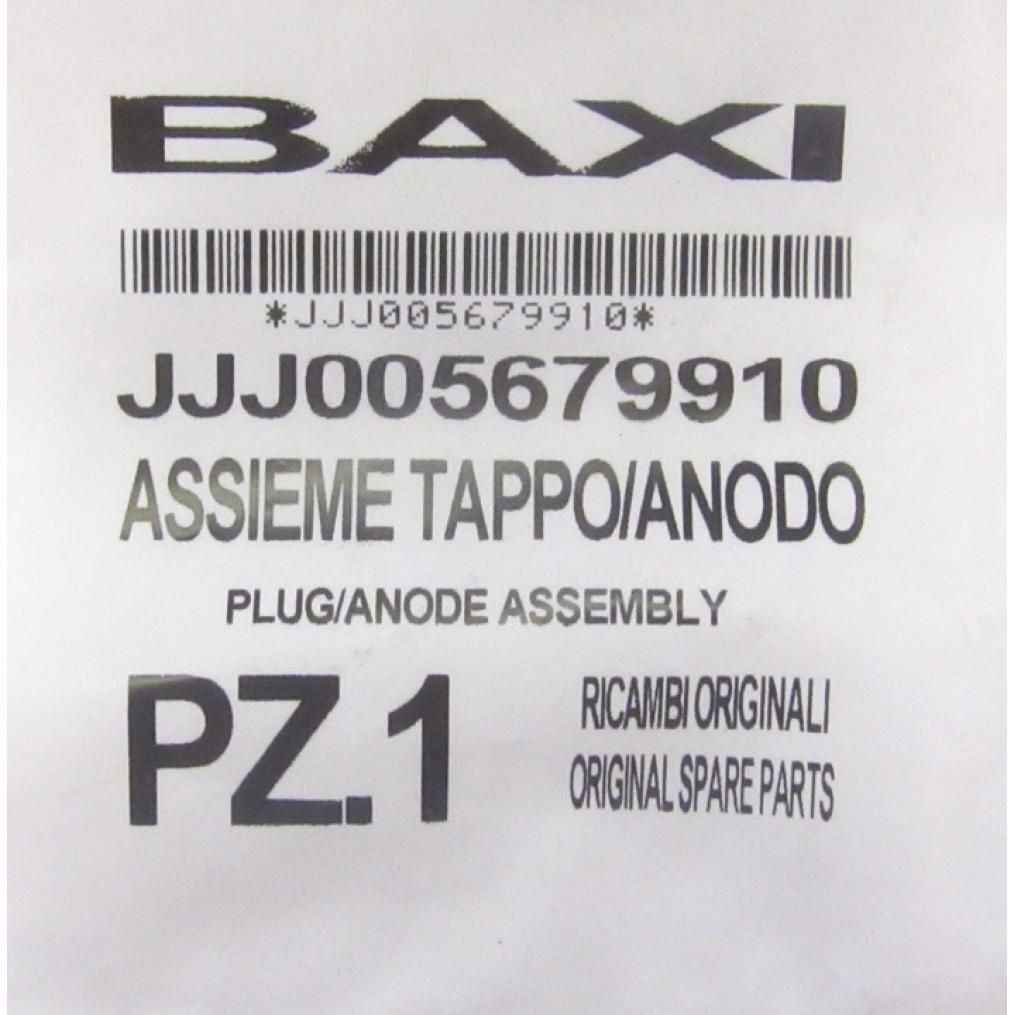 BAXI
*JJJ005679910*
JJJ005679910
ASSIEME TAPPO/ANODO
PLUG/ANODE ASSEMBLY
PZ.1
RICAMBI ORIGINALI
ORIGINAL SPARE PARTS